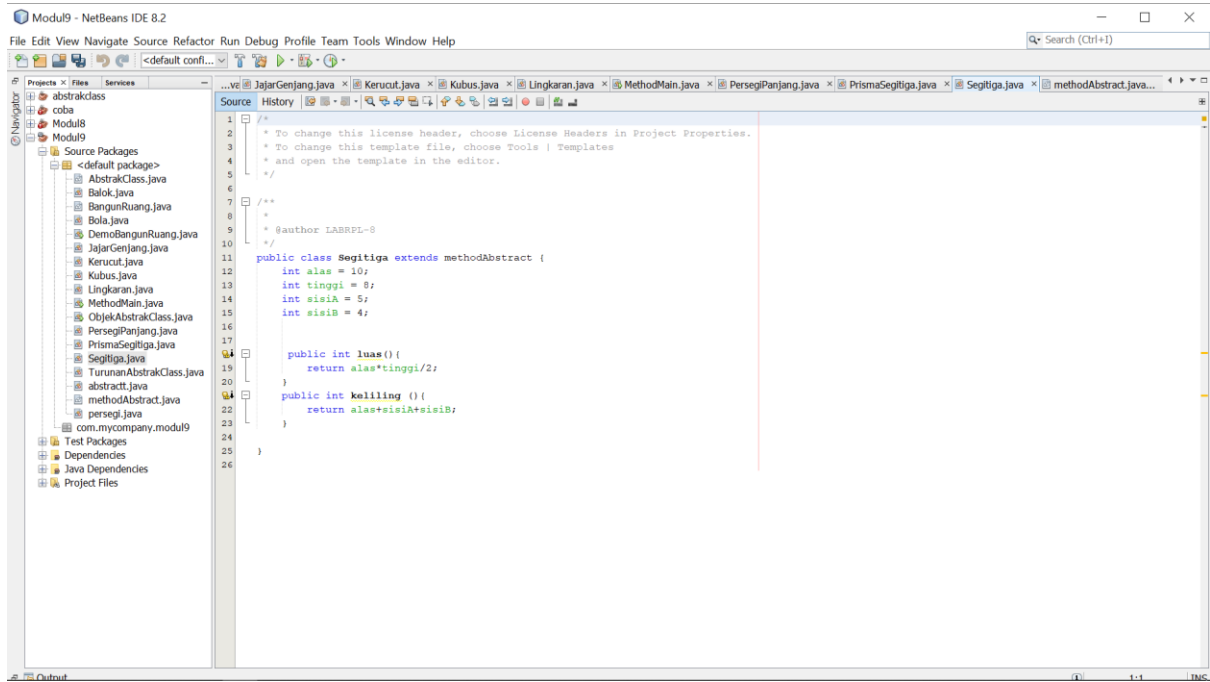 Modul9 - NetBeans IDE 8.2
File Edit View Navigate Source Refactor Run Debug Profile Team Tools Window Help
Search (Ctrl+I)
<default confi...
Projects × Files Services
...va JajarGenjang.java × Kerucut.java × Kubus.java × Lingkaran.java × MethodMain.java × PersegiPanjang.java × PrismaSegitiga.java × Segitiga.java × methodAbstract.java...
Navigator
abstrakclass
coba
Modul8
Modul9
Source Packages
<default package>
AbstrakClass.java
Balok.java
BangunRuang.java
Bola.java
DemoBangunRuang.java
JajarGenjang.java
Kerucut.java
Kubus.java
Lingkaran.java
MethodMain.java
ObjekAbstrakClass.java
PersegiPanjang.java
PrismaSegitiga.java
Segitiga.java
TurunanAbstrakClass.java
abstractt.java
methodAbstract.java
persegi.java
com.mycompany.modul9
Test Packages
Dependencies
Java Dependencies
Project Files
Source History
1 /*
2 * To change this license header, choose License Headers in Project Properties.
3 * To change this template file, choose Tools | Templates
4 * and open the template in the editor.
5 */
6
7 /**
8 *
9 * @author LABRPL-8
10 */
11 public class Segitiga extends methodAbstract {
12 int alas = 10;
13 int tinggi = 8;
14 int sisiA = 5;
15 int sisiB = 4;
16
17
public int luas(){
19 return alas*tinggi/2;
20 }
public int keliling (){
22 return alas+sisiA+sisiB;
23 }
24
25 }
26
Output
1:1 INS